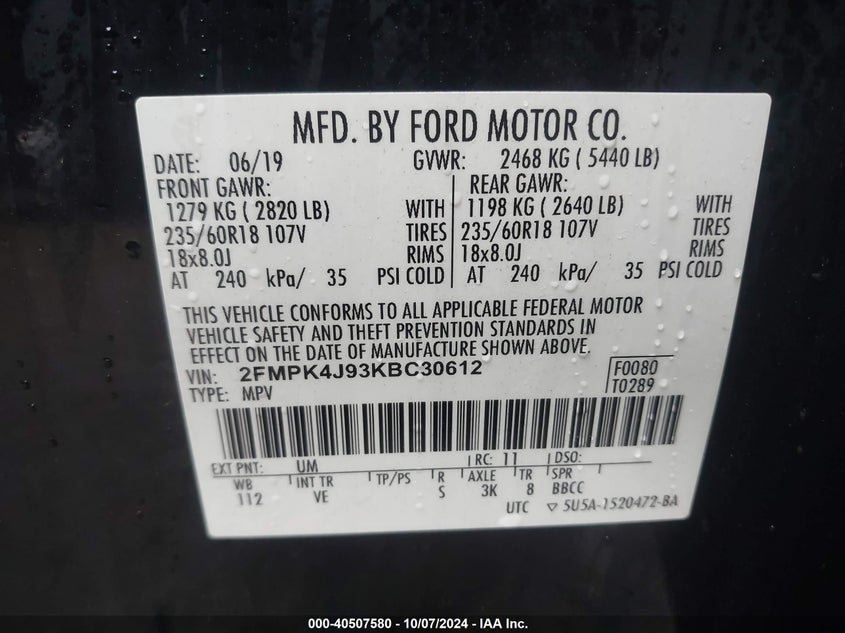 MFD. BY FORD MOTOR CO.
DATE: 06/19 GVWR: 2468 KG ( 5440 LB)
FRONT GAWR: REAR GAWR:
1279 KG ( 2820 LB) WITH 1198 KG ( 2640 LB) WITH
235/60R18 107V TIRES 235/60R18 107V TIRES
18x8.0J RIMS 18x8.0J RIMS
AT 240 kPa/ 35 PSI COLD AT 240 kPa/ 35 PSI COLD
THIS VEHICLE CONFORMS TO ALL APPLICABLE FEDERAL MOTOR
VEHICLE SAFETY AND THEFT PREVENTION STANDARDS IN
EFFECT ON THE DATE OF MANUFACTURE SHOWN ABOVE.
VIN: 2FMPK4J93KBC30612 F0080
TYPE: MPV T0289
EXT PNT: UM RC: 11 DSO:
WB INT TR TP/PS R AXLE TR SPR
112 VE S 3K 8 BBCC
UTC ▽ 5U5A-1520472-BA
000-40507580 - 10/07/2024 - IAA Inc.